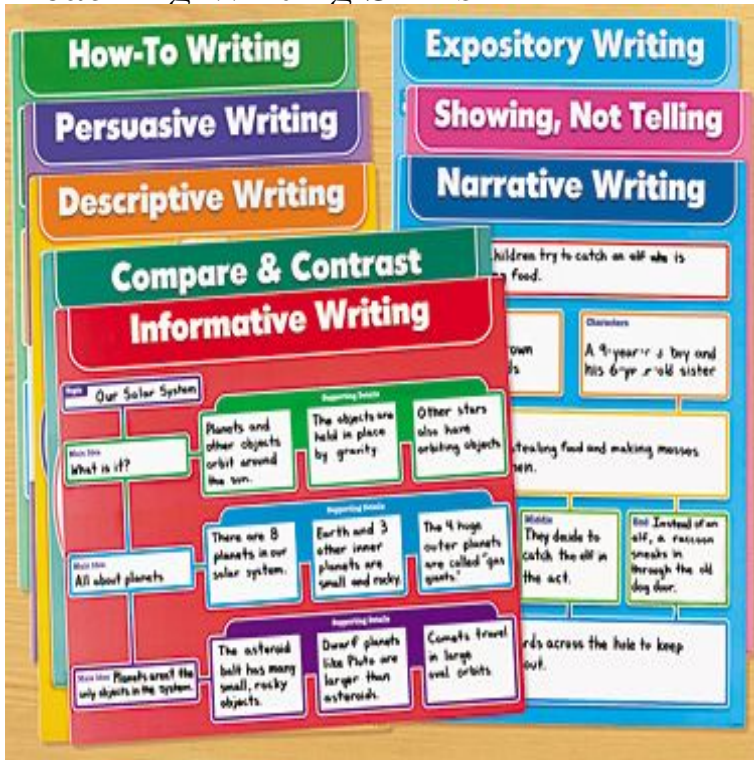 How-To Writing
Persuasive Writing
Descriptive Writing
Compare & Contrast
Informative Writing
Topic
Our Solar System
Main Idea
What is it?
Supporting Details
Planets and
other objects
orbit around
the sun.
The objects are
held in place
by gravity.
Other stars
also have
orbiting objects.
Main Idea
All about planets
Supporting Details
There are 8
planets in our
solar system.
Earth and 3
other inner
planets are
small and rocky.
The 4 huge
outer planets
are called "gas
giants."
Main Idea Planets aren't the
only objects in the system.
Supporting Details
The asteroid
belt has many
small, rocky
objects.
Dwarf planets
like Pluto are
larger than
asteroids.
Comets travel
in large
oval orbits.
Expository Writing
Showing, Not Telling
Narrative Writing
children try to catch an elf who is
food.
own
Characters
A 9-year old boy and
his 6-year old sister
stealing food and making messes
Middle
They decide to
catch the elf in
the act.
End Instead of an
elf, a raccoon
sneaks in
through the old
dog door.
across the hole to keep
out.